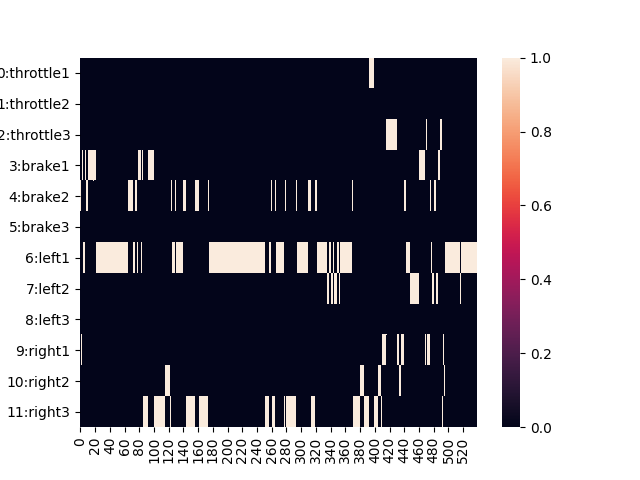 0:throttle1
1:throttle2
2:throttle3
3:brake1
4:brake2
5:brake3
6:left1
7:left2
8:left3
9:right1
10:right2
11:right3
0 20 40 60 80 100 120 140 160 180 200 220 240 260 280 300 320 340 360 380 400 420 440 460 480 500 520
1.0
0.8
0.6
0.4
0.2
0.0